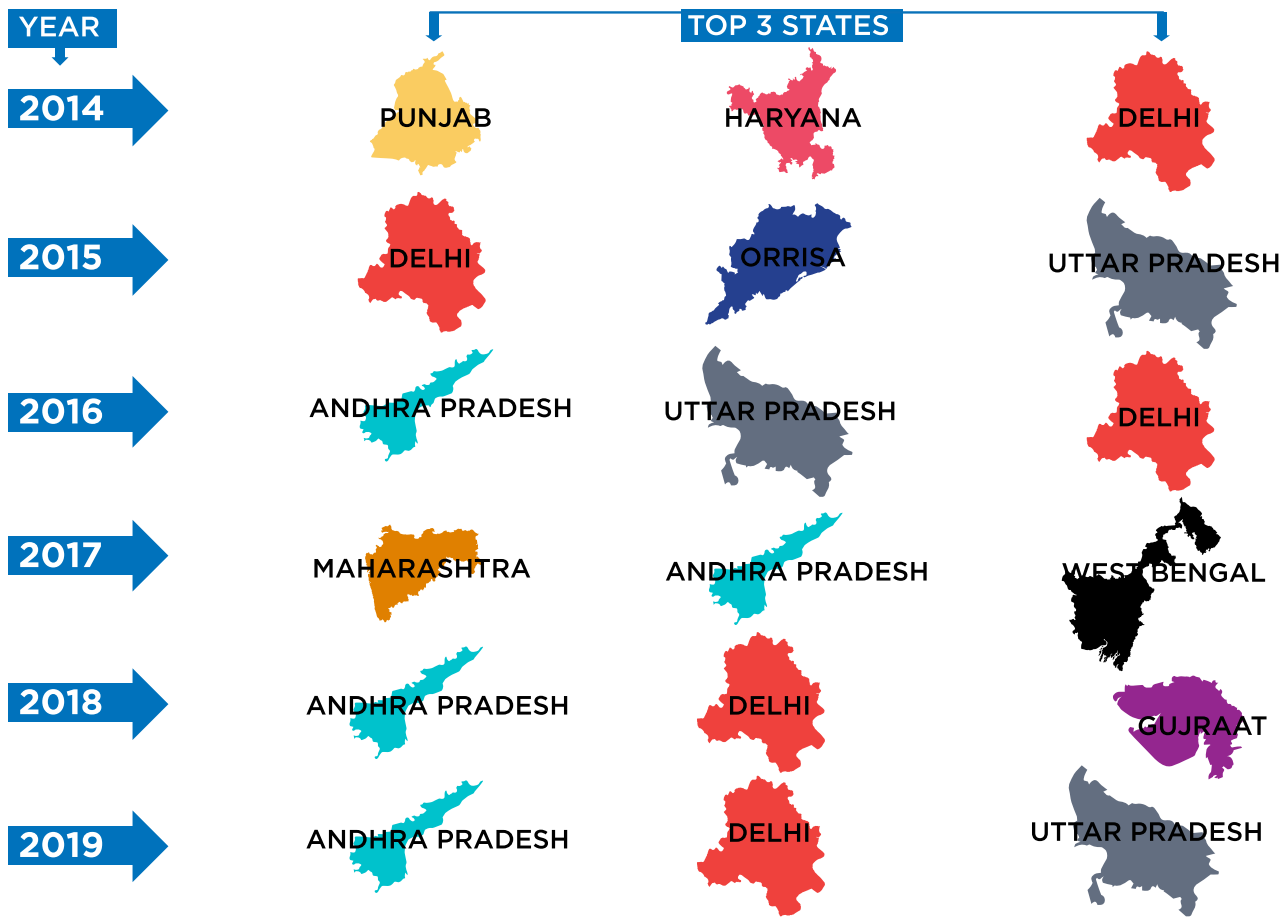 YEAR
TOP 3 STATES
2014
PUNJAB
HARYANA
DELHI
2015
DELHI
ORRISA
UTTAR PRADESH
2016
ANDHRA PRADESH
UTTAR PRADESH
DELHI
2017
MAHARASHTRA
ANDHRA PRADESH
WEST BENGAL
2018
ANDHRA PRADESH
DELHI
GUJRAAT
2019
ANDHRA PRADESH
DELHI
UTTAR PRADESH